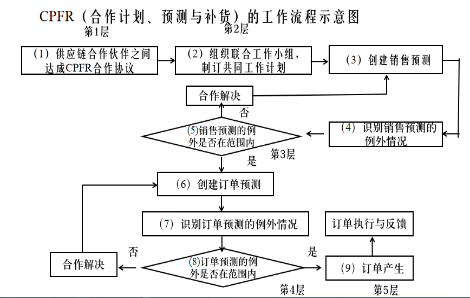 CPFR（合作计划、预测与补货）的工作流程示意图
第1层
第2层
（1）供应链合作伙伴之间
达成CPFR合作协议
（2）组织联合工作小组，
制订共同工作计划
（3）创建销售预测
合作解决
否
（4）识别销售预测的
例外情况
(5)销售预测的例
外是否在范围内
第3层
是
（6）创建订单预测
（7）识别订单预测的例外情况
订单执行与反馈
否
(8)订单预测的例
外是否在范围内
是
合作解决
（9）订单产生
第4层
第5层